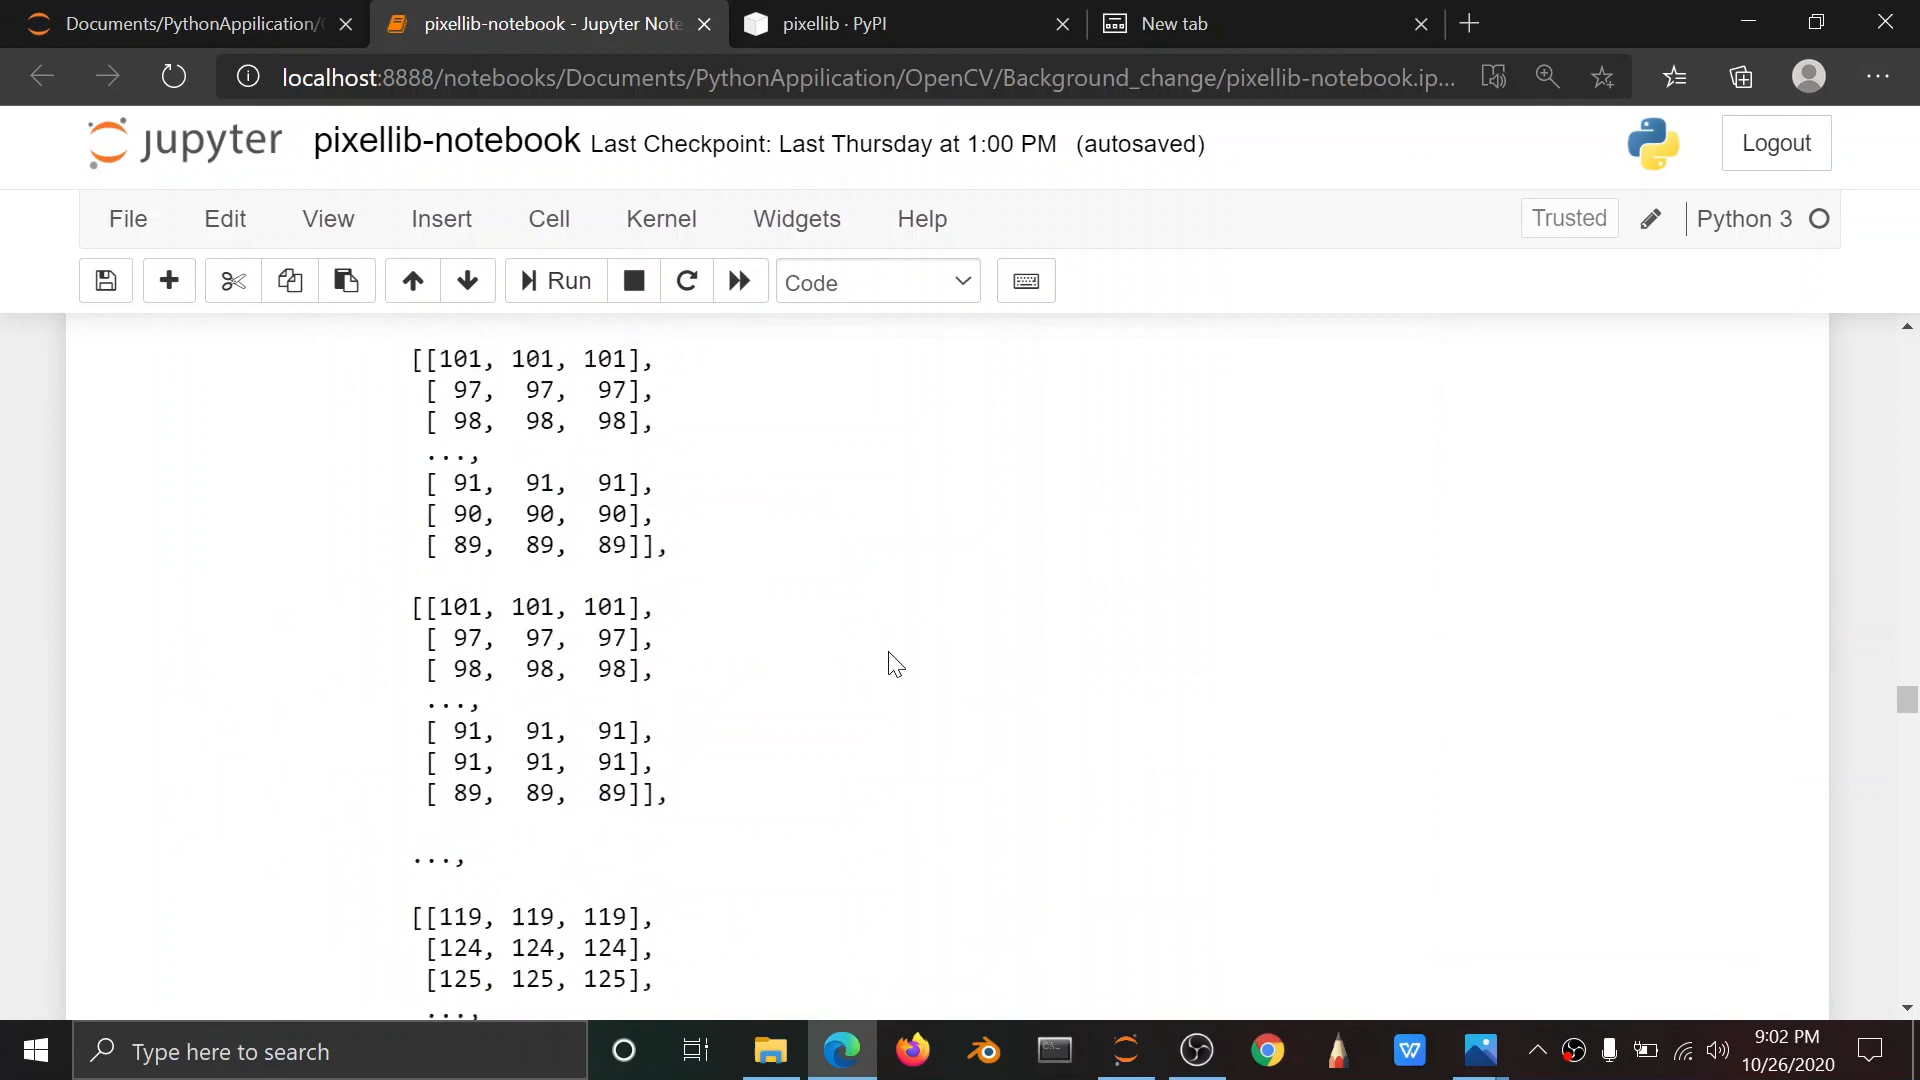 Documents/PythonAppilication/
pixellib-notebook - Jupyter Note
pixellib · PyPI
New tab
localhost:8888/notebooks/Documents/PythonAppilication/OpenCV/Background_change/pixellib-notebook.ip...
jupyter pixellib-notebook Last Checkpoint: Last Thursday at 1:00 PM (autosaved)
Logout
File Edit View Insert Cell Kernel Widgets Help
Trusted
Python 3
Run
Code
[[101, 101, 101],
[ 97, 97, 97],
[ 98, 98, 98],
...,
[ 91, 91, 91],
[ 90, 90, 90],
[ 89, 89, 89]],
[[101, 101, 101],
[ 97, 97, 97],
[ 98, 98, 98],
...,
[ 91, 91, 91],
[ 91, 91, 91],
[ 89, 89, 89]],
...,
[[119, 119, 119],
[124, 124, 124],
[125, 125, 125],
...,
Type here to search
9:02 PM
10/26/2020